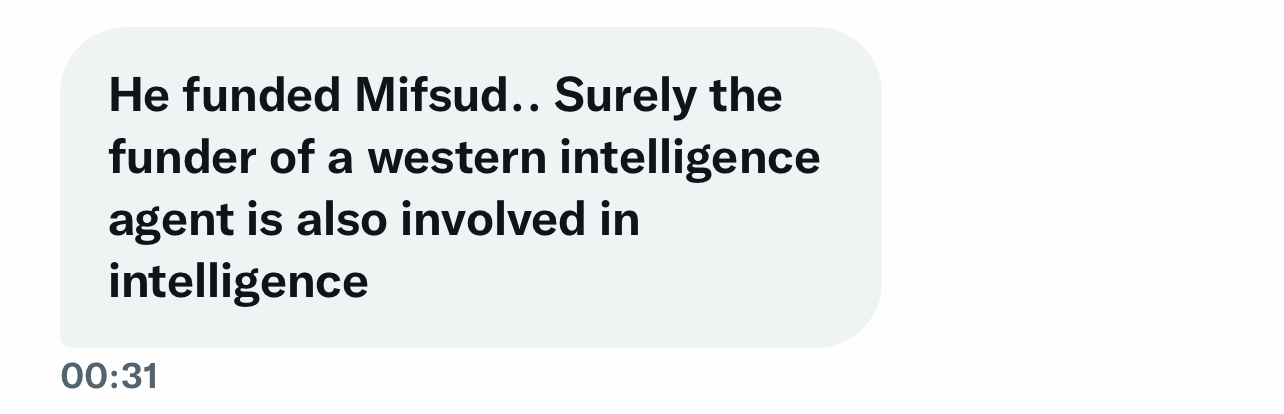 He funded Mifsud.. Surely the
funder of a western intelligence
agent is also involved in
intelligence
00:31